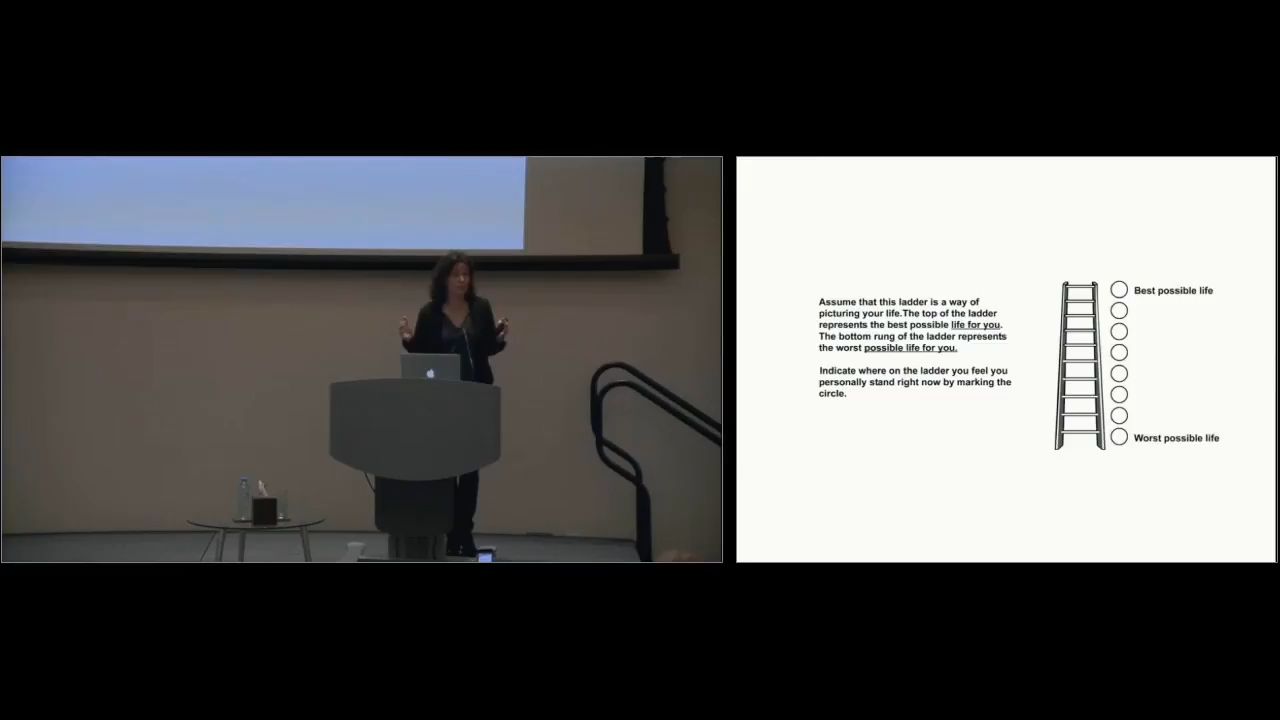 Assume that this ladder is a way of
picturing your life.The top of the ladder
represents the best possible life for you.
The bottom rung of the ladder represents
the worst possible life for you.
Indicate where on the ladder you feel you
personally stand right now by marking the
circle.
Best possible life
Worst possible life